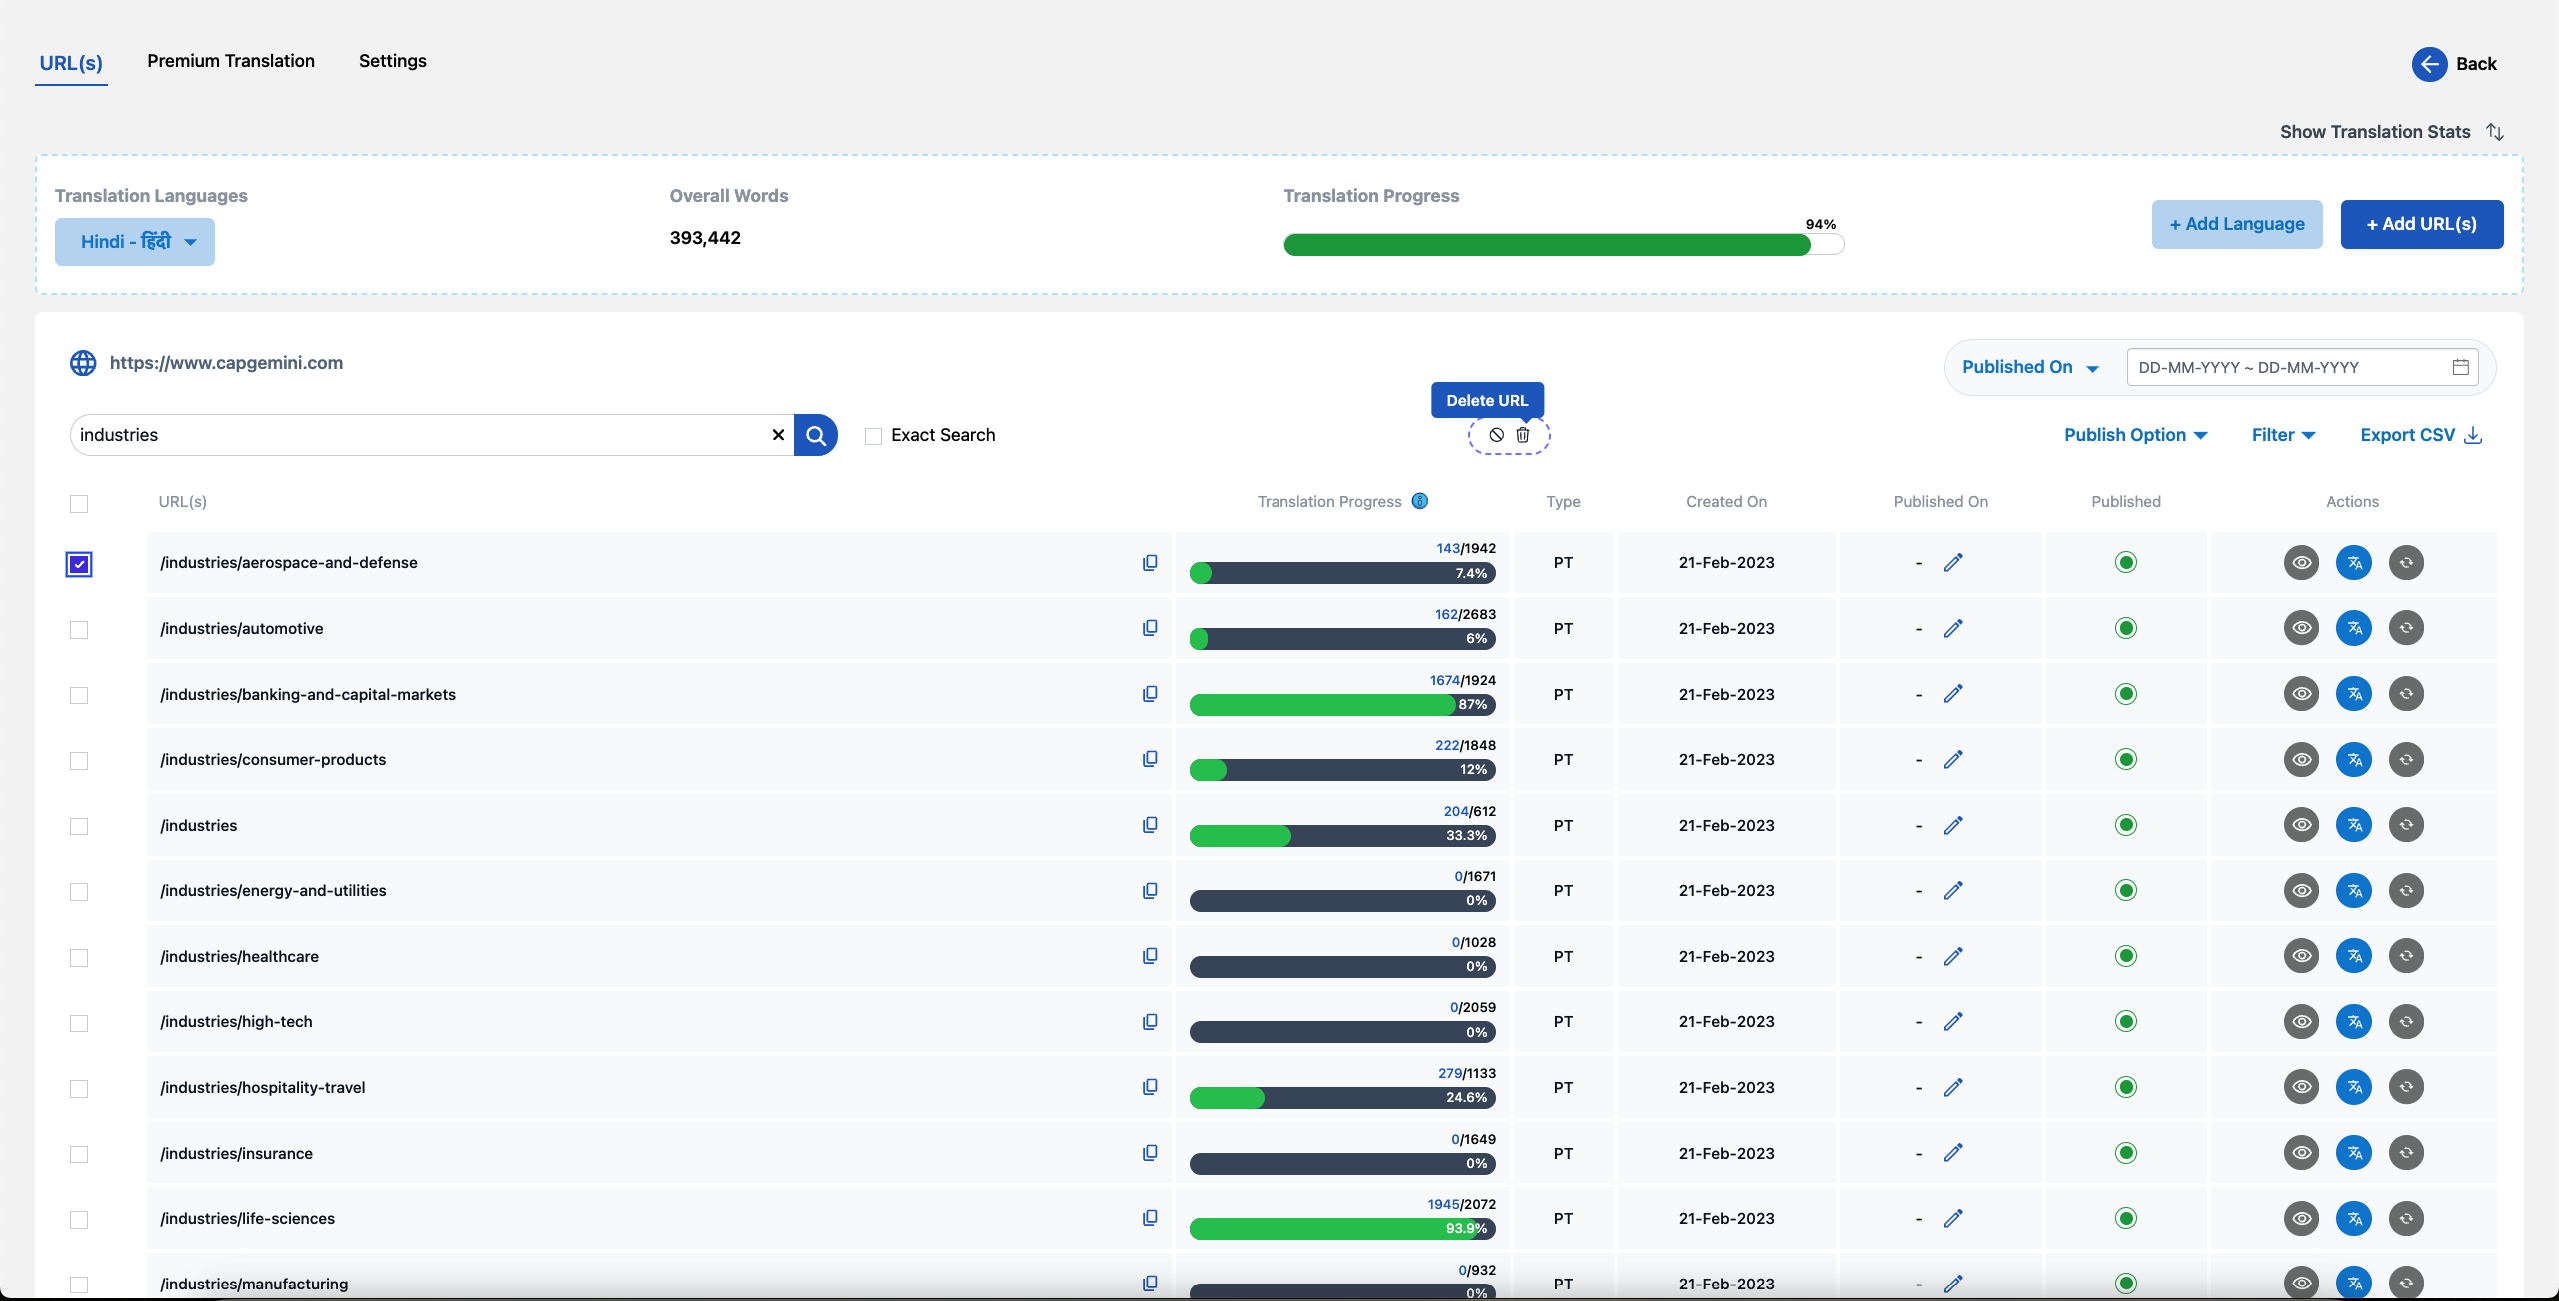 URL(s) Premium Translation Settings Back
Show Translation Stats
Translation Languages Overall Words Translation Progress
94%
Hindi - हिंदी 393,442 + Add Language + Add URL(s)
https://www.capgemini.com Published On DD-MM-YYYY ~ DD-MM-YYYY
Delete URL
industries Exact Search Publish Option Filter Export CSV
URL(s) Translation Progress Type Created On Published On Published Actions
/industries/aerospace-and-defense 143/1942 7.4% PT 21-Feb-2023 -
/industries/automotive 162/2683 6% PT 21-Feb-2023 -
/industries/banking-and-capital-markets 1674/1924 87% PT 21-Feb-2023 -
/industries/consumer-products 222/1848 12% PT 21-Feb-2023 -
/industries 204/612 33.3% PT 21-Feb-2023 -
/industries/energy-and-utilities 0/1671 0% PT 21-Feb-2023 -
/industries/healthcare 0/1028 0% PT 21-Feb-2023 -
/industries/high-tech 0/2059 0% PT 21-Feb-2023 -
/industries/hospitality-travel 279/1133 24.6% PT 21-Feb-2023 -
/industries/insurance 0/1649 0% PT 21-Feb-2023 -
/industries/life-sciences 1945/2072 93.9% PT 21-Feb-2023 -
/industries/manufacturing 0/932 0% PT 21-Feb-2023 -